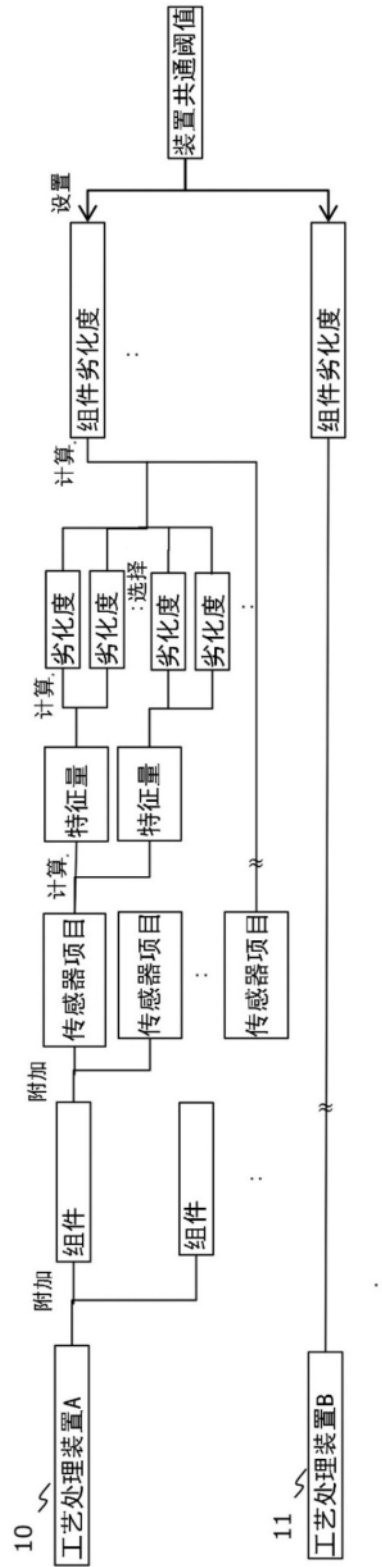 10
工艺处理装置A
附加
组件
组件
:
附加
传感器项目
传感器项目
:
传感器项目
计算.
特征量
特征量
计算.
劣化度
劣化度
:选择
劣化度
劣化度
:
计算.
组件劣化度
:
设置
装置共通阈值
11
工艺处理装置B
组件劣化度